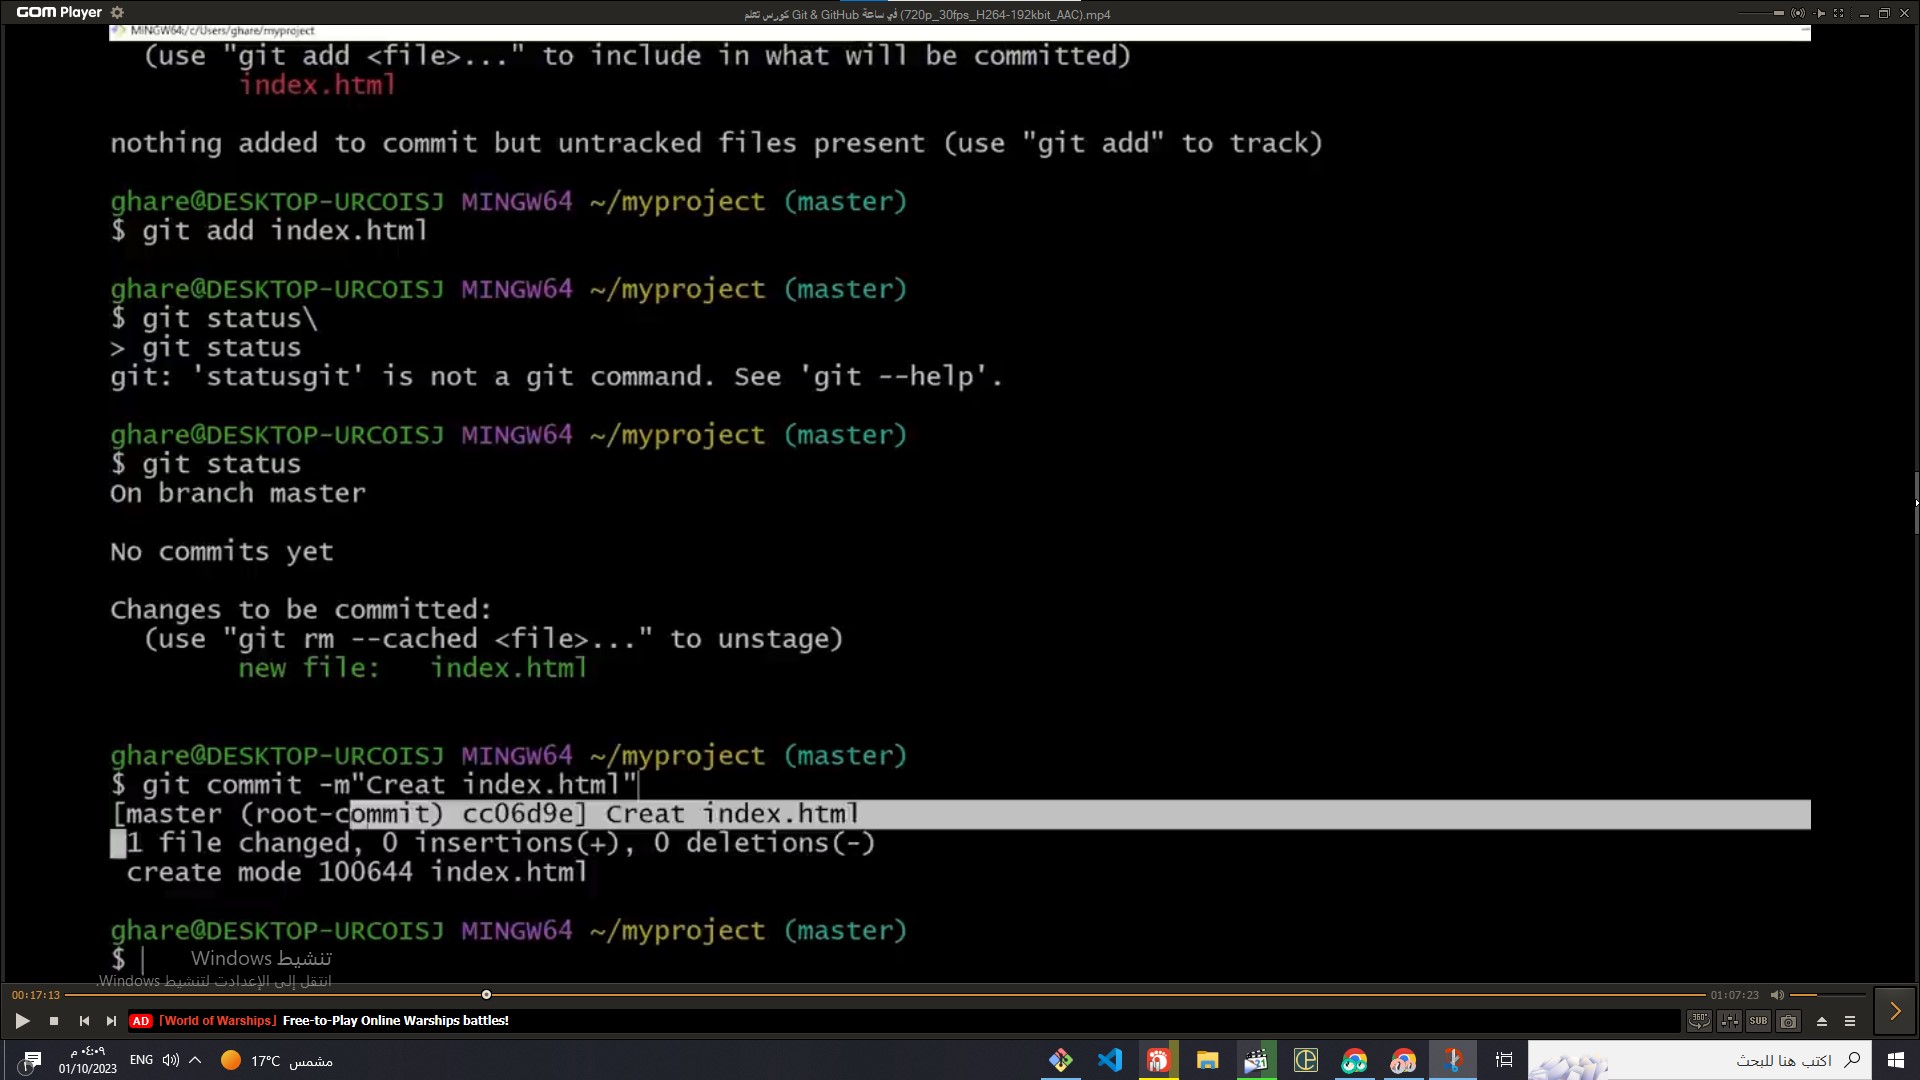 GOM Player
كورس تتعلم Git & GitHub في ساعة (720p_30fps_H264-192kbit_AAC).mp4
MINGW64:/c/Users/ghare/myproject
(use "git add <file>..." to include in what will be committed)
index.html
nothing added to commit but untracked files present (use "git add" to track)
ghare@DESKTOP-URCOISJ MINGW64 ~/myproject (master)
$ git add index.html
ghare@DESKTOP-URCOISJ MINGW64 ~/myproject (master)
$ git status\
> git status
git: 'statusgit' is not a git command. See 'git --help'.
ghare@DESKTOP-URCOISJ MINGW64 ~/myproject (master)
$ git status
On branch master
No commits yet
Changes to be committed:
(use "git rm --cached <file>..." to unstage)
new file:   index.html
ghare@DESKTOP-URCOISJ MINGW64 ~/myproject (master)
$ git commit -m"Creat index.html"
[master (root-commit) cc06d9e] Creat index.html
1 file changed, 0 insertions(+), 0 deletions(-)
create mode 100644 index.html
ghare@DESKTOP-URCOISJ MINGW64 ~/myproject (master)
$
تنشيط Windows
انتقل إلى الإعدادت لتنشيط Windows.
00:17:13
01:07:23
AD [World of Warships] Free-to-Play Online Warships battles!
360°
SUB
1
٠٤:٠٩ م
01/10/2023
ENG
17°C مشمس
21
اكتب هنا للبحث